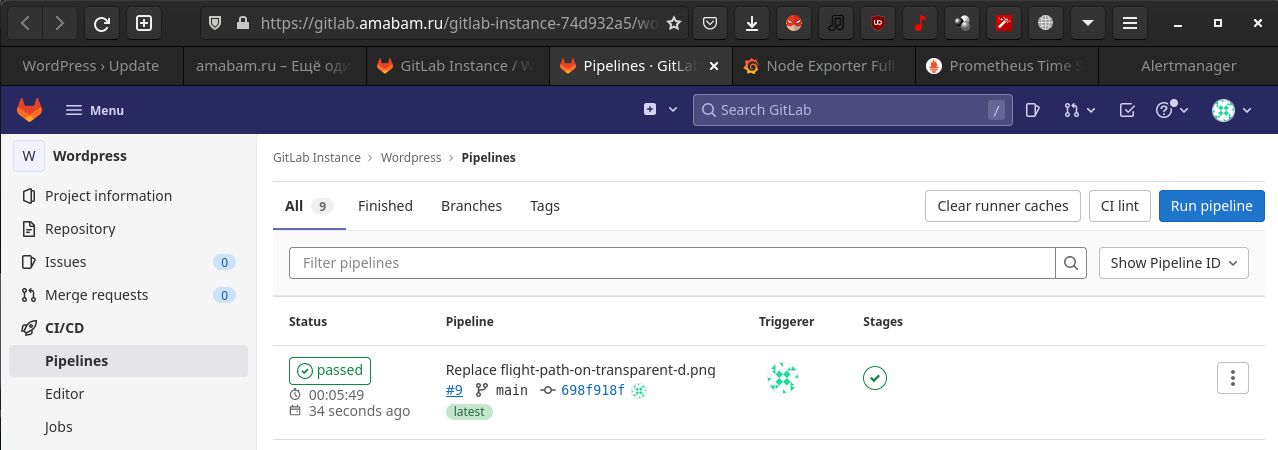 https://gitlab.amabam.ru/gitlab-instance-74d932a5/wo
WordPress › Update
amabam.ru – Ещё оди
GitLab Instance / W
Pipelines · GitLab
Node Exporter Full
Prometheus Time S
Alertmanager
Menu
Search GitLab
/
W Wordpress
Project information
Repository
Issues 0
Merge requests 0
CI/CD
Pipelines
Editor
Jobs
GitLab Instance › Wordpress › Pipelines
All 9 Finished Branches Tags
Clear runner caches CI lint Run pipeline
Filter pipelines
Show Pipeline ID
Status Pipeline Triggerer Stages
passed
00:05:49
34 seconds ago
Replace flight-path-on-transparent-d.png
#9 main 698f918f
latest